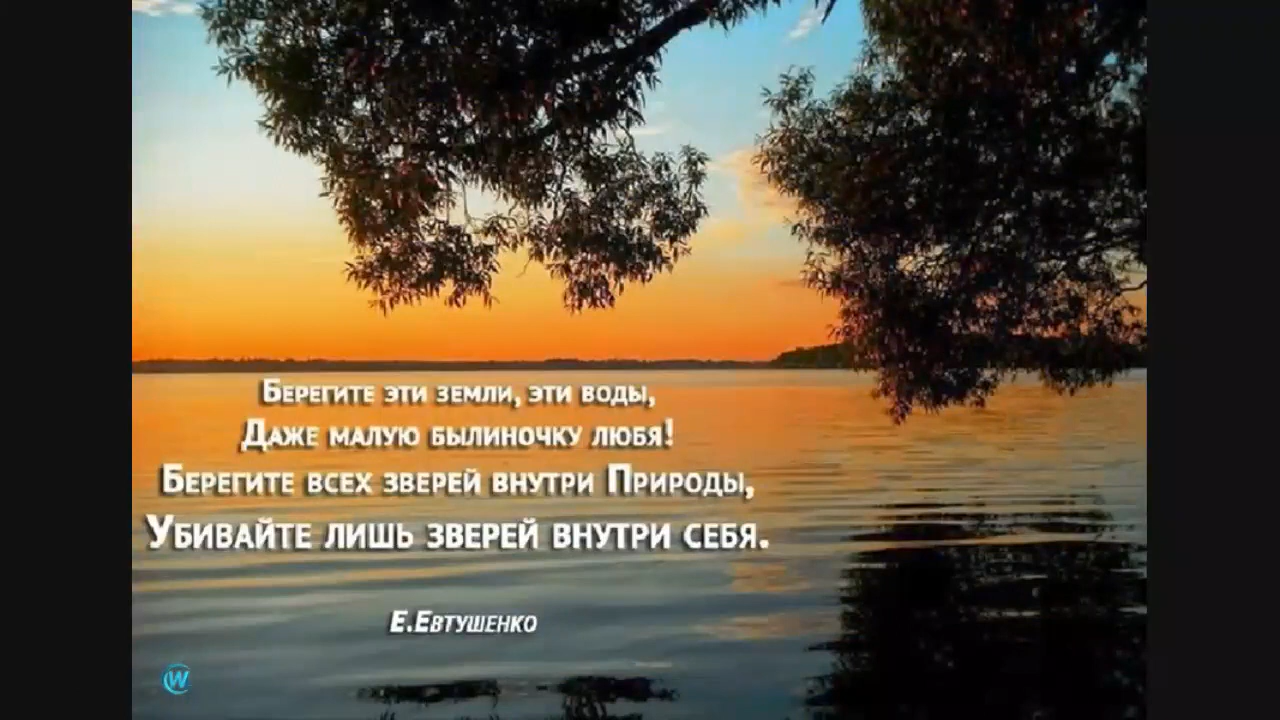 Берегите эти земли, эти воды,
Даже малую былиночку любя!
Берегите всех зверей внутри Природы,
Убивайте лишь зверей внутри себя.
Е.Евтушенко
W